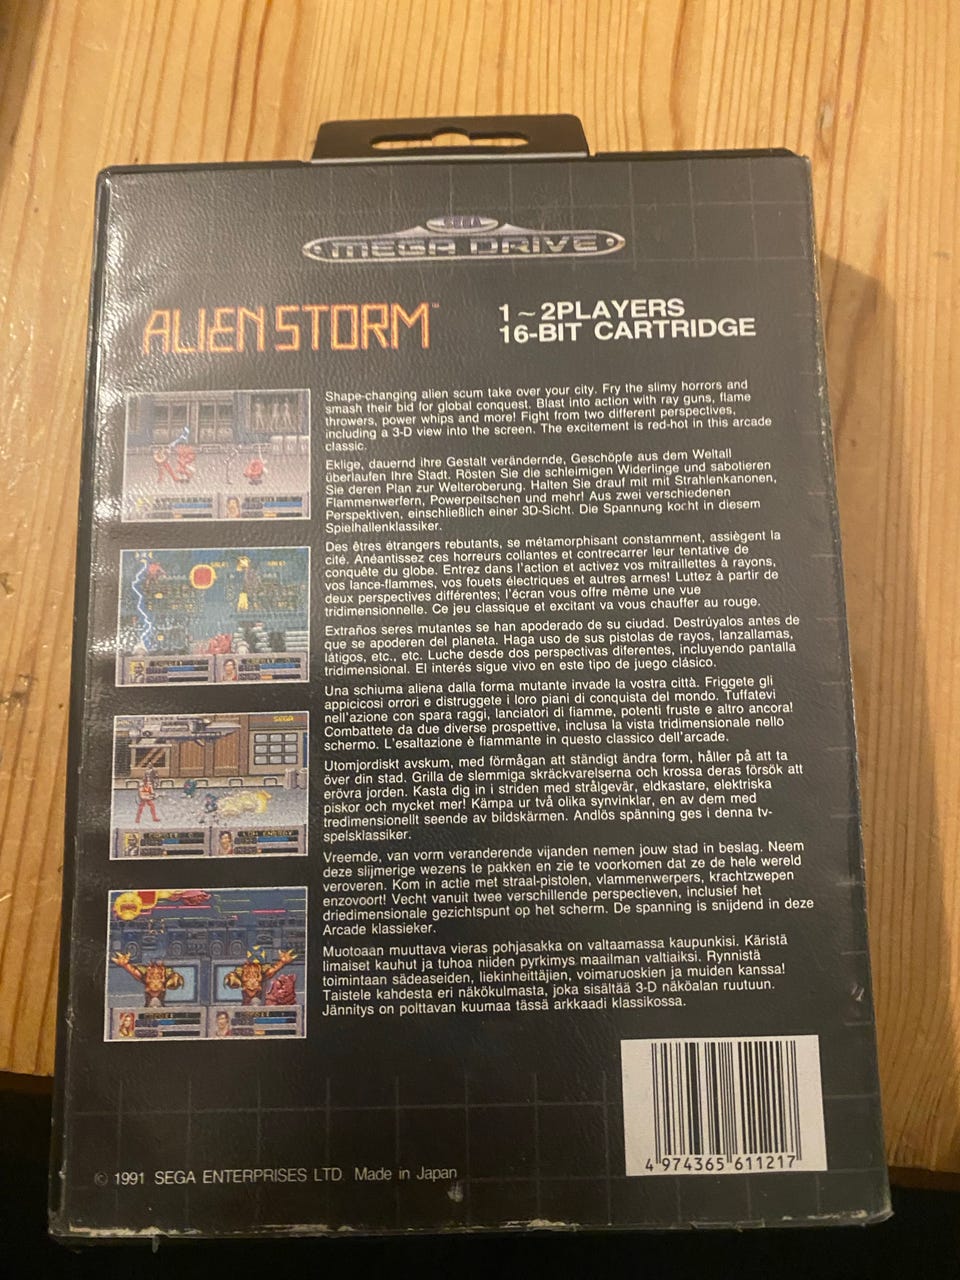 SEGA
MEGA DRIVE
ALIEN STORM™
1~2PLAYERS
16-BIT CARTRIDGE
Shape-changing alien scum take over your city. Fry the slimy horrors and
smash their bid for global conquest. Blast into action with ray guns, flame
throwers, power whips and more! Fight from two different perspectives,
including a 3-D view into the screen. The excitement is red-hot in this arcade
classic.
Eklige, dauernd ihre Gestalt verändernde, Geschöpfe aus dem Weltall
überlaufen Ihre Stadt. Rösten Sie die schleimigen Widerlinge und sabotieren
Sie deren Plan zur Welteroberung. Halten Sie drauf mit mit Strahlenkanonen,
Flammenwerfern, Powerpeitschen und mehr! Aus zwei verschiedenen
Perspektiven, einschließlich einer 3D-Sicht. Die Spannung kocht in diesem
Spielhallenklassiker.
Des êtres étrangers rebutants, se métamorphisant constamment, assiègent la
cité. Anéantissez ces horreurs collantes et contrecarrer leur tentative de
conquête du globe. Entrez dans l'action et activez vos mitraillettes à rayons,
vos lance-flammes, vos fouets électriques et autres armes! Luttez à partir de
deux perspectives différentes; l'écran vous offre même une vue
tridimensionnelle. Ce jeu classique et excitant va vous chauffer au rouge.
Extraños seres mutantes se han apoderado de su ciudad. Destrúyalos antes de
que se apoderen del planeta. Haga uso de sus pistolas de rayos, lanzallamas,
látigos, etc., etc. Luche desde dos perspectivas diferentes, incluyendo pantalla
tridimensional. El interés sigue vivo en este tipo de juego clásico.
Una schiuma aliena dalla forma mutante invade la vostra città. Friggete gli
appicicosi orrori e distruggete i loro piani di conquista del mondo. Tuffatevi
nell'azione con spara raggi, lanciatori di fiamme, potenti fruste e altro ancora!
Combattete da due diverse prospettive, inclusa la vista tridimensionale nello
schermo. L'esaltazione è fiammante in questo classico dell'arcade.
Utomjordiskt avskum, med förmågan att ständigt ändra form, håller på att ta
över din stad. Grilla de slemmiga skräckvarelserna och krossa deras försök att
erövra jorden. Kasta dig in i striden med strålgevär, eldkastare, elektriska
piskor och mycket mer! Kämpa ur två olika synvinklar, en av dem med
tredimensionellt seende av bildskärmen. Andlös spänning ges i denna tv-
spelsklassiker.
Vreemde, van vorm veranderende vijanden nemen jouw stad in beslag. Neem
deze slijmerige wezens te pakken en zie te voorkomen dat ze de hele wereld
veroveren. Kom in actie met straal-pistolen, vlammenwerpers, krachtzwepen
enzovoort! Vecht vanuit twee verschillende perspectieven, inclusief het
driedimensionale gezichtspunt op het scherm. De spanning is snijdend in deze
Arcade klassieker.
Muotoaan muuttava vieras pohjasakka on valtaamassa kaupunkisi. Käristä
limaiset kauhut ja tuhoa niiden pyrkimys maailman valtiaiksi. Rynnistä
toimintaan sädeaseiden, liekinheittäjien, voimaruoskien ja muiden kanssa!
Taistele kahdesta eri näkökulmasta, joka sisältää 3-D näköalan ruutuun.
Jännitys on polttavan kuumaa tässä arkkaadi klassikossa.
SEGA
4 974365 611217
© 1991 SEGA ENTERPRISES LTD. Made in Japan